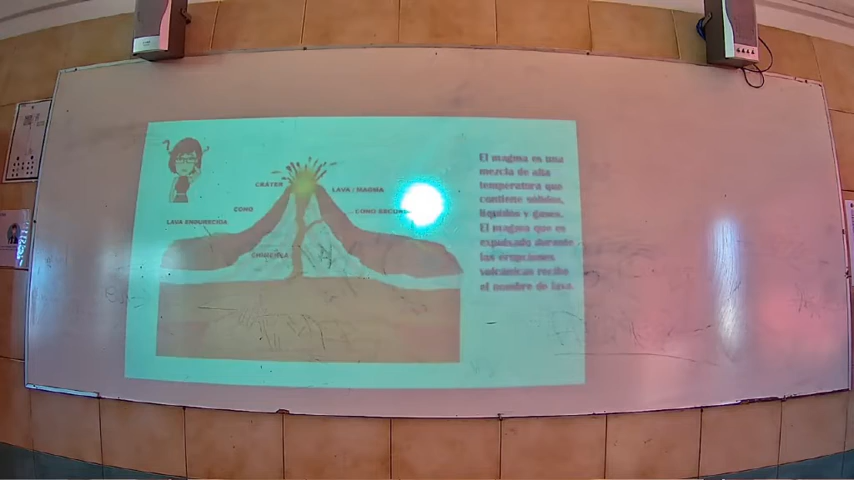 CRÁTER
LAVA / MAGMA
CONO
CONO
LAVA ENDURECIDA
CHIMENEA
El magma es una
mezcla de alta
temperatura que
contiene sólidos,
líquidos y gases.
El magma que es
expulsado durante
las erupciones
volcánicas recibe
el nombre de lava.